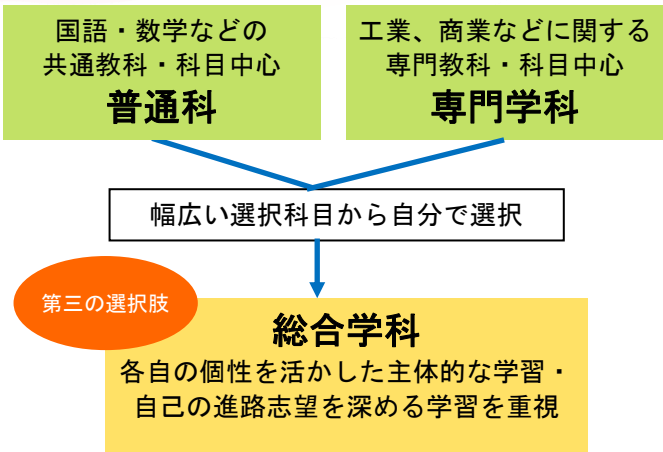 国語・数学などの
共通教科・科目中心
普通科
工業、商業などに関する
専門教科・科目中心
専門学科
幅広い選択科目から自分で選択
第三の選択肢
総合学科
各自の個性を活かした主体的な学習・
自己の進路志望を深める学習を重視